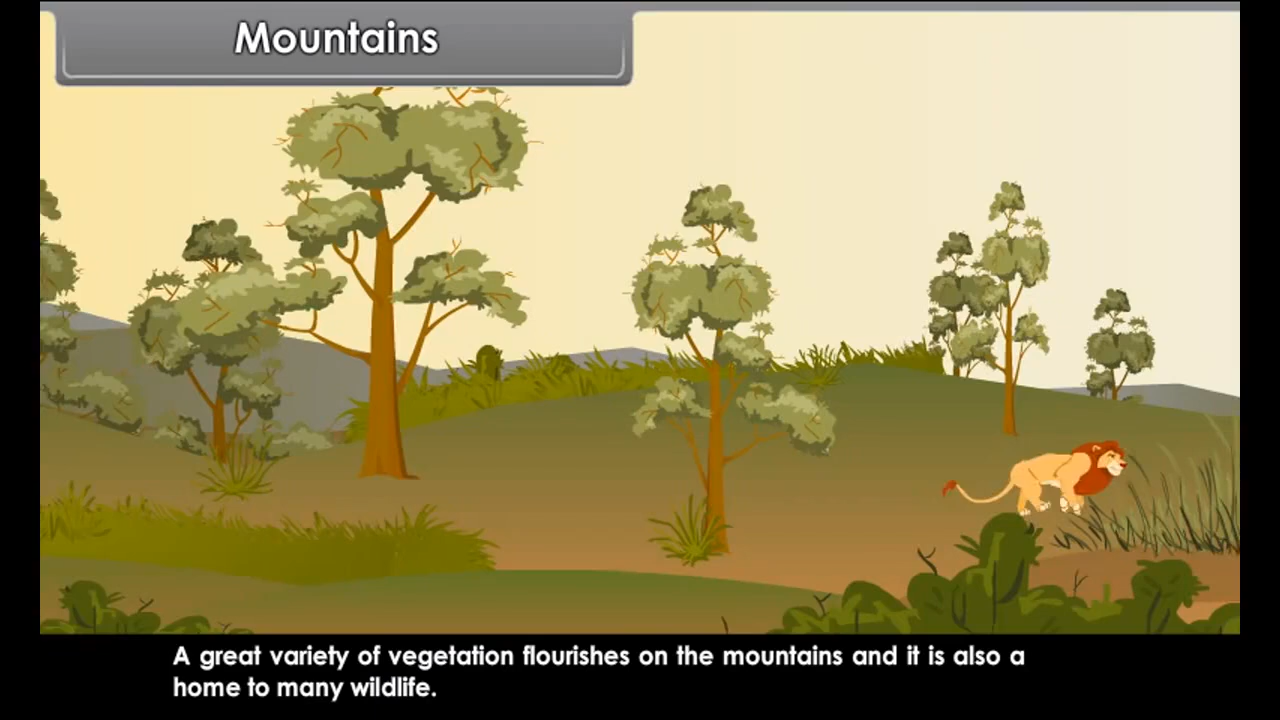 Mountains
A great variety of vegetation flourishes on the mountains and it is also a
home to many wildlife.